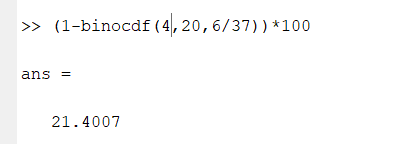 >> (1-binocdf(4,20,6/37))*100
ans =
21.4007